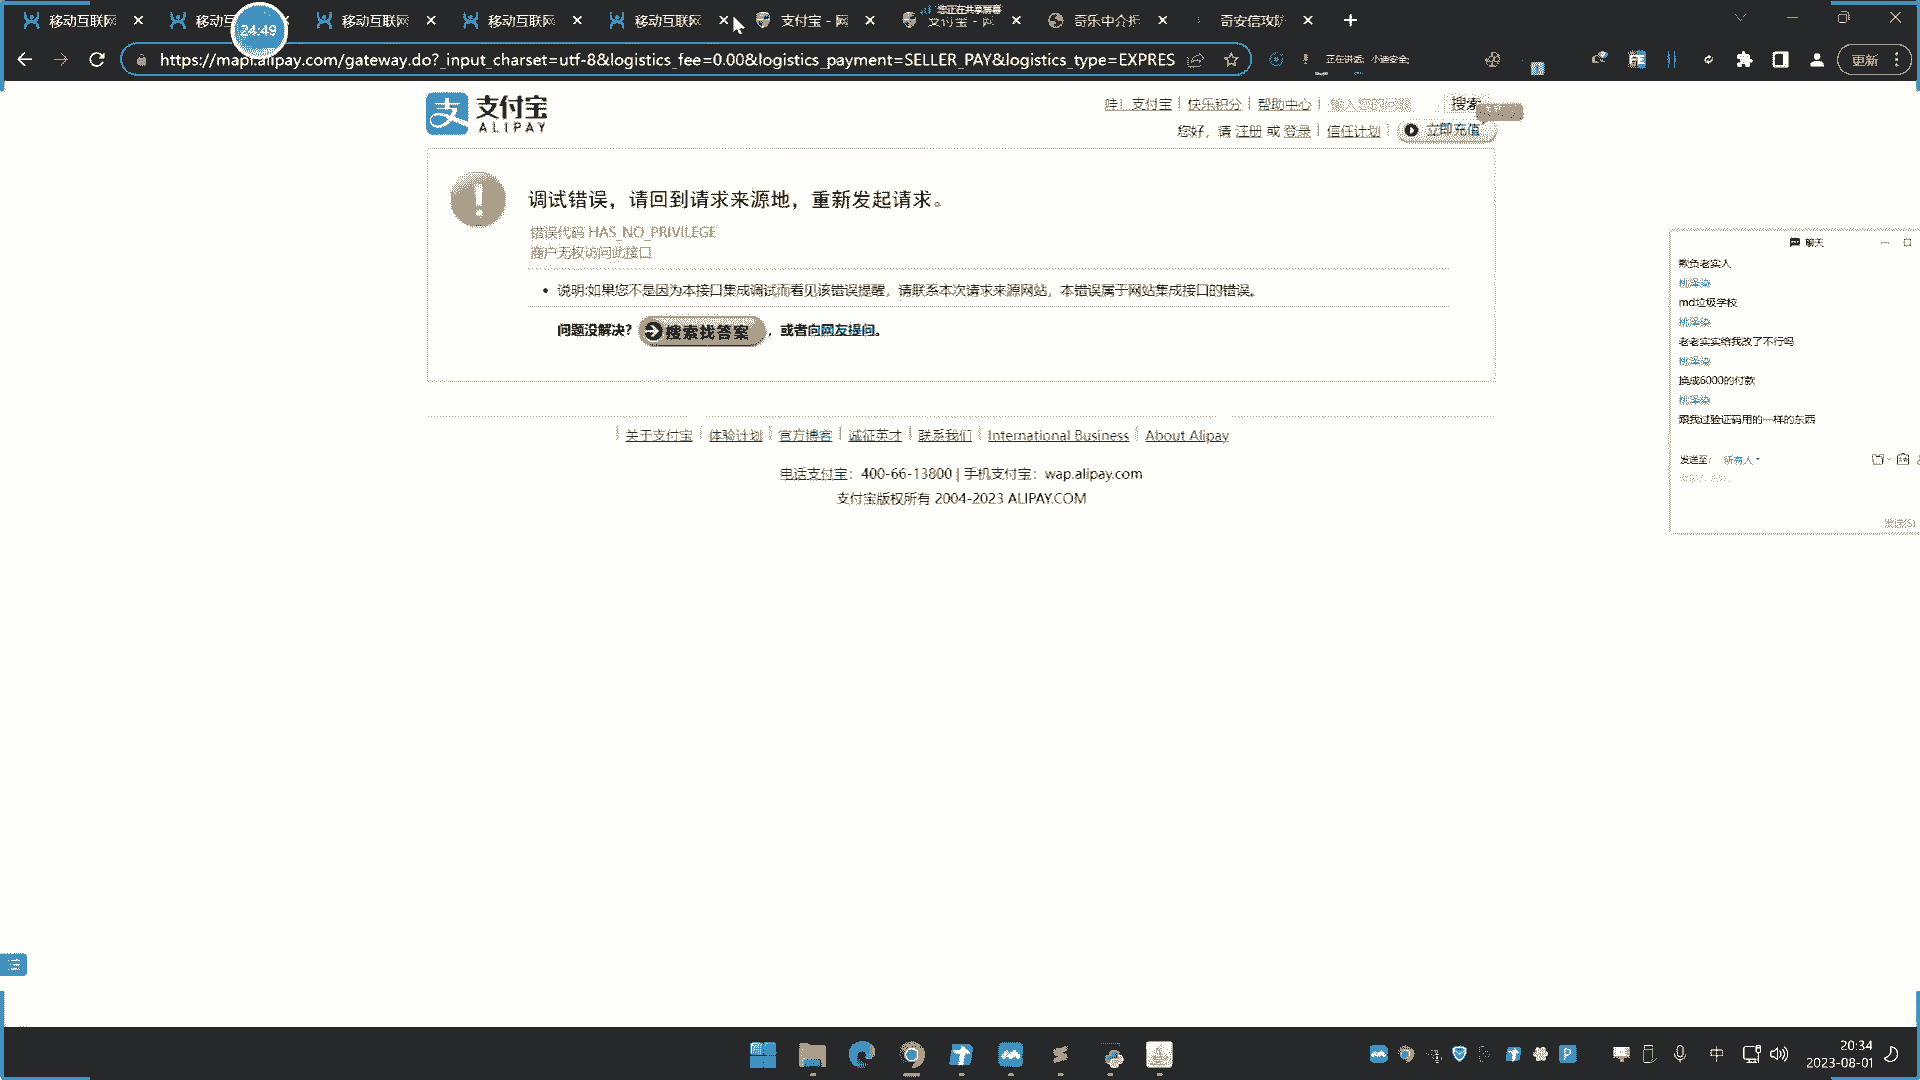 移动互联网
移动
移动互联网
移动互联网
移动互联网
支付宝 - 网
支付宝 - 网
奇乐中介托
奇安信攻防
您正在共享屏幕
24:49
https://mapi.alipay.com/gateway.do?_input_charset=utf-8&logistics_fee=0.00&logistics_payment=SELLER_PAY&logistics_type=EXPRES
正在讲话: 小迪安全;
更新
支付宝
ALIPAY
哇！支付宝 | 快乐积分 | 帮助中心 | 输入您的问题 搜索
您好，请 注册 或 登录 | 信任计划 | 立即充值
调试错误，请回到请求来源地，重新发起请求。
错误代码 HAS_NO_PRIVILEGE
商户无权访问此接口
• 说明:如果您不是因为本接口集成调试而看见该错误提醒，请联系本次请求来源网站，本错误属于网站集成接口的错误。
问题没解决？ 搜索找答案 ，或者向网友提问。
关于支付宝 | 体验计划 | 官方博客 | 诚征英才 | 联系我们 | International Business | About Alipay
电话支付宝：400-66-13800 | 手机支付宝：wap.alipay.com
支付宝版权所有 2004-2023 ALIPAY.COM
聊天
欺负老实人
桃泽染
md垃圾学校
桃泽染
老老实实给我改了不行吗
桃泽染
换成6000的付款
桃泽染
跟我过验证码用的一样的东西
发送至: 所有人
发送(S)
中
20:34
2023-08-01